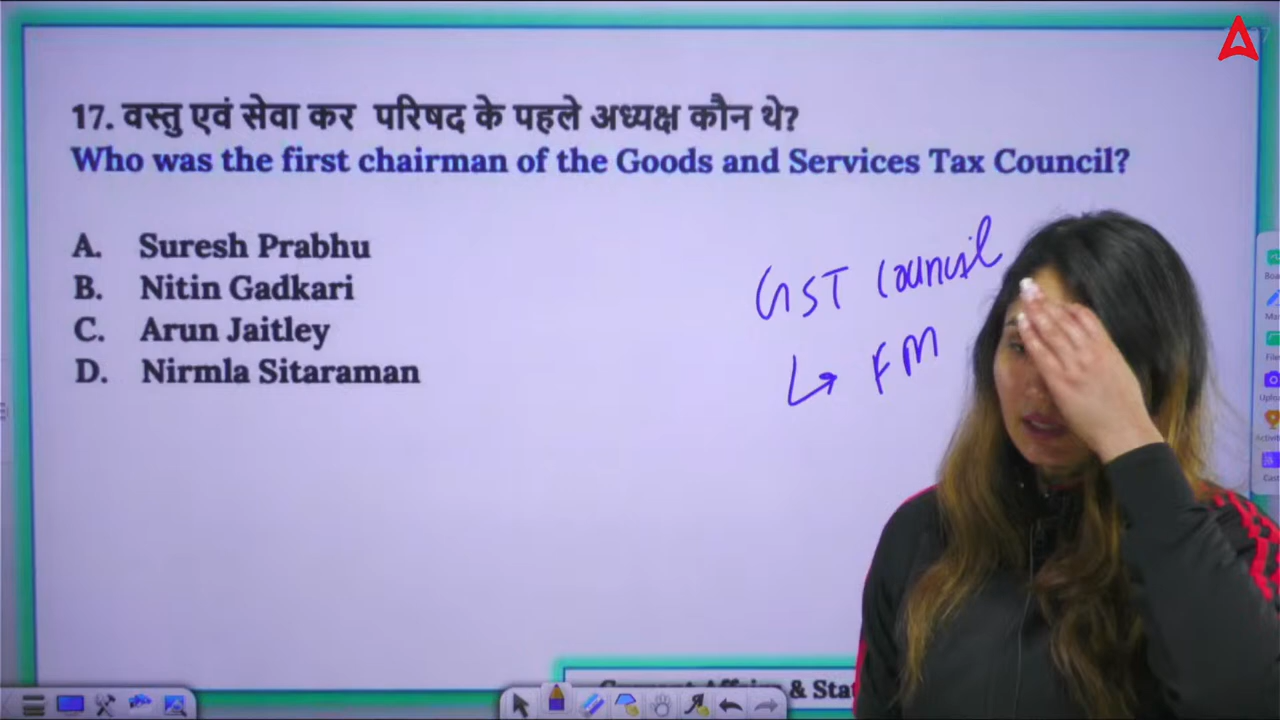 17. वस्तु एवं सेवा कर परिषद के पहले अध्यक्ष कौन थे?
Who was the first chairman of the Goods and Services Tax Council?
A. Suresh Prabhu
B. Nitin Gadkari
C. Arun Jaitley
D. Nirmla Sitaraman
GST Council
↳ FM